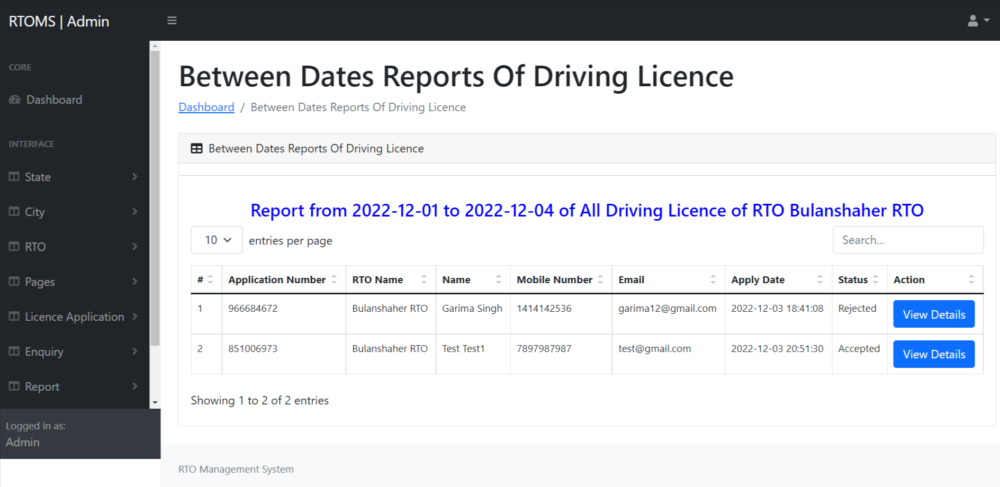 RTOMS | Admin
CORE
Dashboard
INTERFACE
State
City
RTO
Pages
Licence Application
Enquiry
Report
Logged in as:
Admin
Between Dates Reports Of Driving Licence
Dashboard / Between Dates Reports Of Driving Licence
Between Dates Reports Of Driving Licence
Report from 2022-12-01 to 2022-12-04 of All Driving Licence of RTO Bulanshaher RTO
10 entries per page Search...
# Application Number RTO Name Name Mobile Number Email Apply Date Status Action
1 966684672 Bulanshaher RTO Garima Singh 1414142536 garima12@gmail.com 2022-12-03 18:41:08 Rejected View Details
2 851006973 Bulanshaher RTO Test Test1 7897987987 test@gmail.com 2022-12-03 20:51:30 Accepted View Details
Showing 1 to 2 of 2 entries
RTO Management System